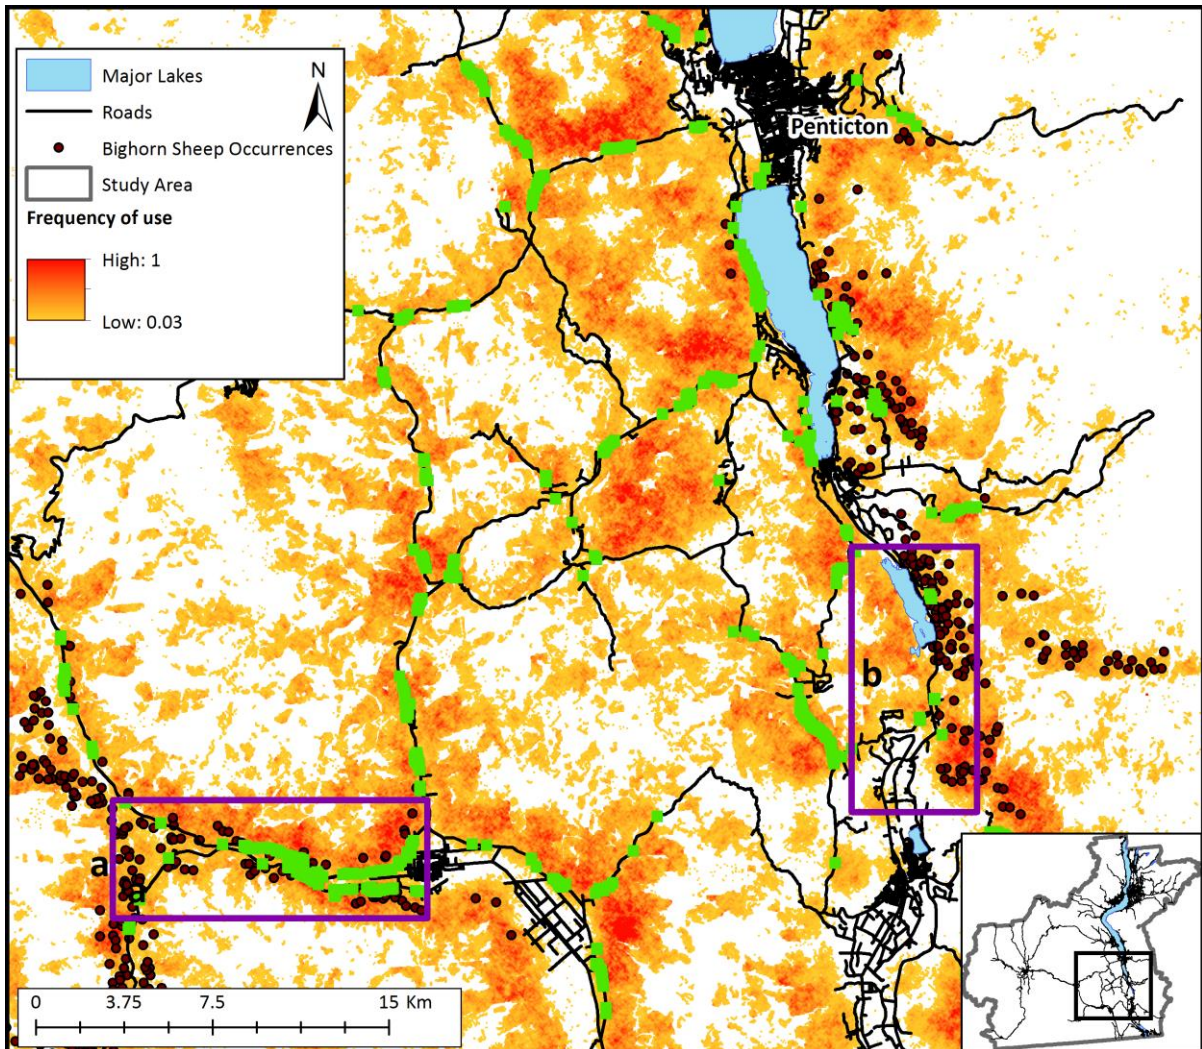 Major Lakes
N
Roads
Bighorn Sheep Occurrences
Study Area
Frequency of use
High: 1
Low: 0.03
Penticton
b
a
0 3.75 7.5 15 Km